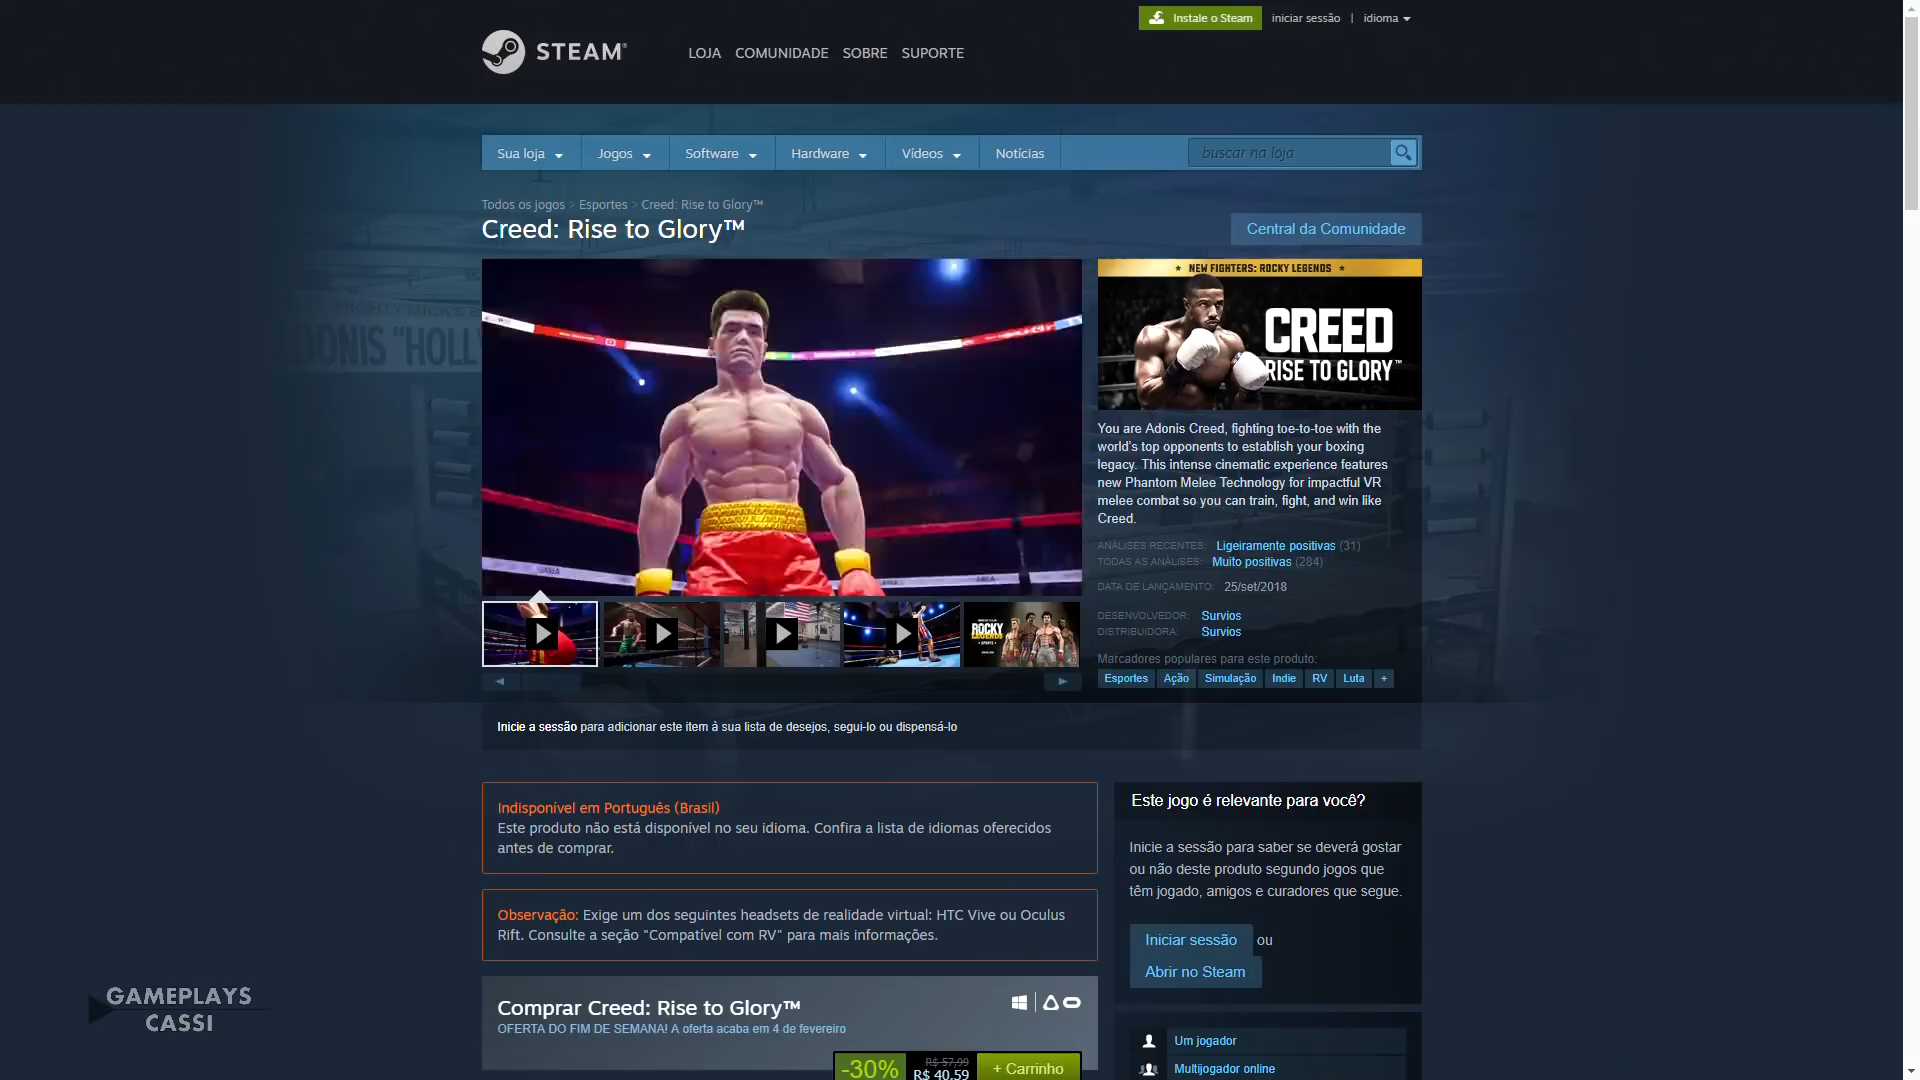 Instale o Steam
iniciar sessão | idioma
STEAM®
LOJA COMUNIDADE SOBRE SUPORTE
Sua loja Jogos Software Hardware Vídeos Notícias
buscar na loja
Todos os jogos > Esportes > Creed: Rise to Glory™
Creed: Rise to Glory™
Central da Comunidade
ADONIS "HOLL
★ NEW FIGHTERS: ROCKY LEGENDS ★
CREED
RISE TO GLORY™
You are Adonis Creed, fighting toe-to-toe with the
world's top opponents to establish your boxing
legacy. This intense cinematic experience features
new Phantom Melee Technology for impactful VR
melee combat so you can train, fight, and win like
Creed.
ANÁLISES RECENTES: Ligeiramente positivas (31)
TODAS AS ANÁLISES: Muito positivas (284)
DATA DE LANÇAMENTO: 25/set/2018
DESENVOLVEDOR: Survios
DISTRIBUIDORA: Survios
Marcadores populares para este produto:
Esportes Ação Simulação Indie RV Luta +
ROCKY
LEGENDS
Inicie a sessão para adicionar este item à sua lista de desejos, segui-lo ou dispensá-lo
Indisponível em Português (Brasil)
Este produto não está disponível no seu idioma. Confira a lista de idiomas oferecidos
antes de comprar.
Observação: Exige um dos seguintes headsets de realidade virtual: HTC Vive ou Oculus
Rift. Consulte a seção "Compatível com RV" para mais informações.
Comprar Creed: Rise to Glory™
OFERTA DO FIM DE SEMANA! A oferta acaba em 4 de fevereiro
-30%
R$ 57,99
R$ 40,59
+ Carrinho
Este jogo é relevante para você?
Inicie a sessão para saber se deverá gostar
ou não deste produto segundo jogos que
têm jogado, amigos e curadores que segue.
Iniciar sessão ou
Abrir no Steam
Um jogador
Multijogador online
GAMEPLAYS
CASSI